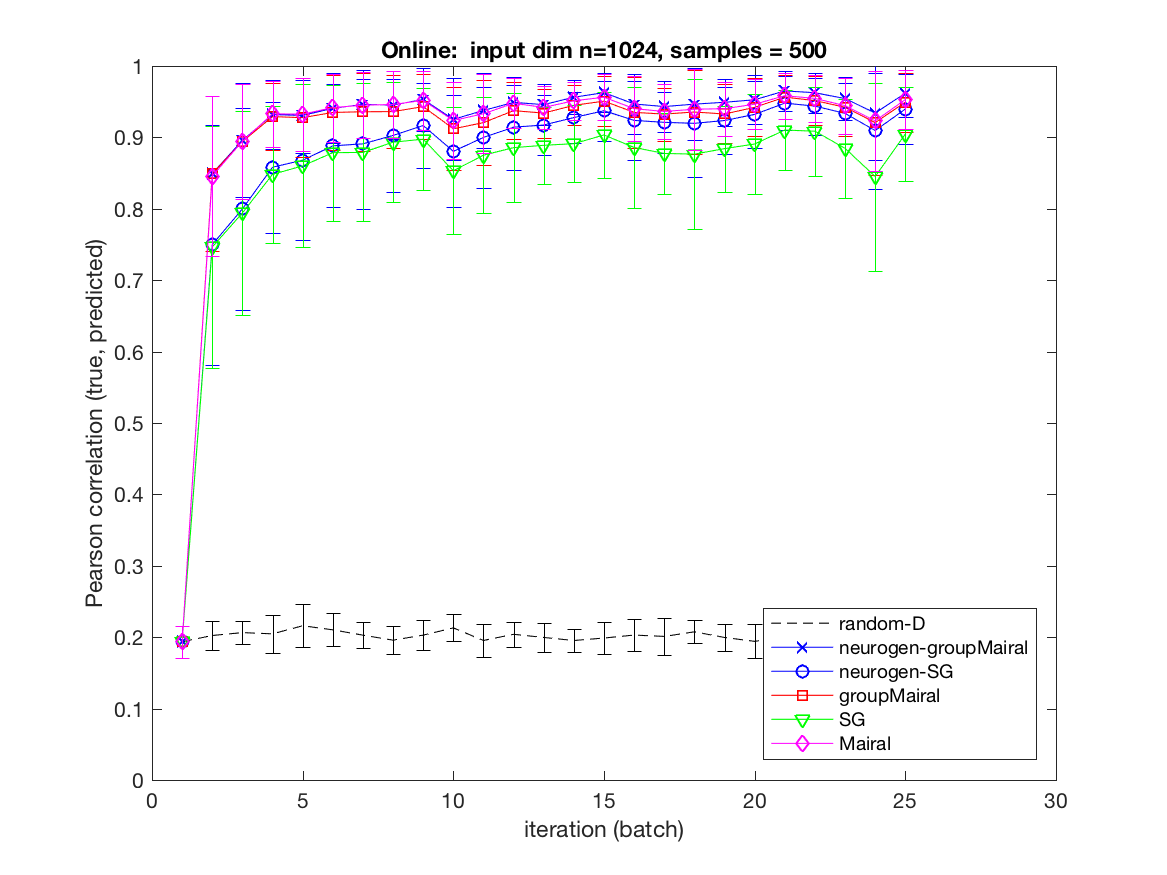 Online:  input dim n=1024, samples = 500
Pearson correlation (true, predicted)
1
0.9
0.8
0.7
0.6
0.5
0.4
0.3
0.2
0.1
0
random-D
neurogen-groupMairal
neurogen-SG
groupMairal
SG
Mairal
0 5 10 15 20 25 30
iteration (batch)